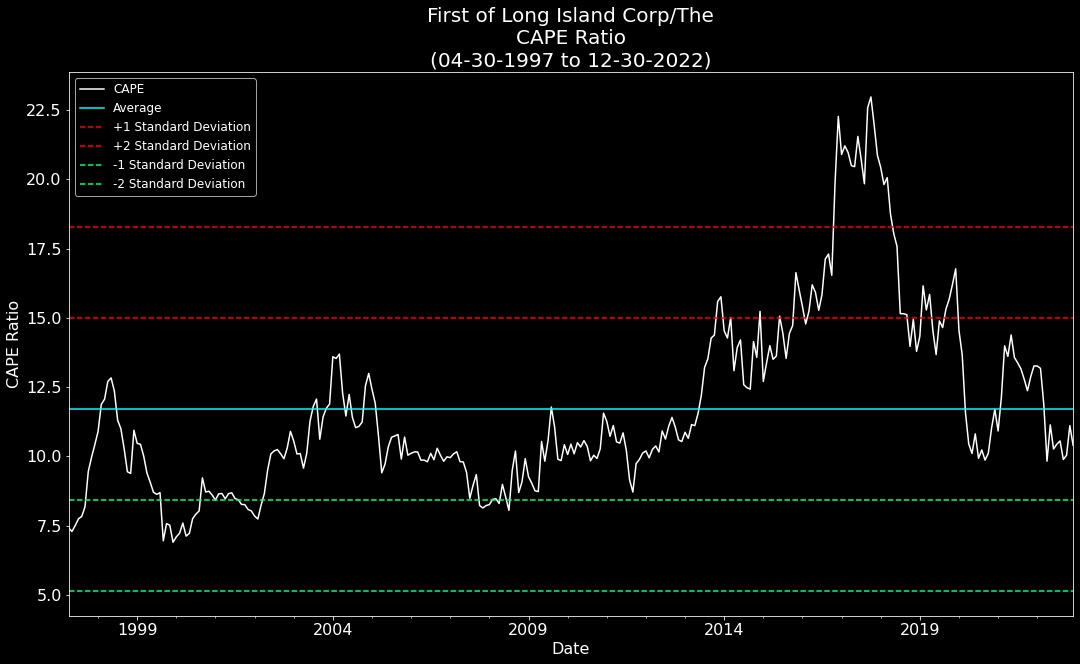 First of Long Island Corp/The
CAPE Ratio
(04-30-1997 to 12-30-2022)
CAPE
Average
+1 Standard Deviation
+2 Standard Deviation
-1 Standard Deviation
-2 Standard Deviation
22.5
20.0
17.5
15.0
12.5
10.0
7.5
5.0
CAPE Ratio
1999
2004
2009
2014
2019
Date